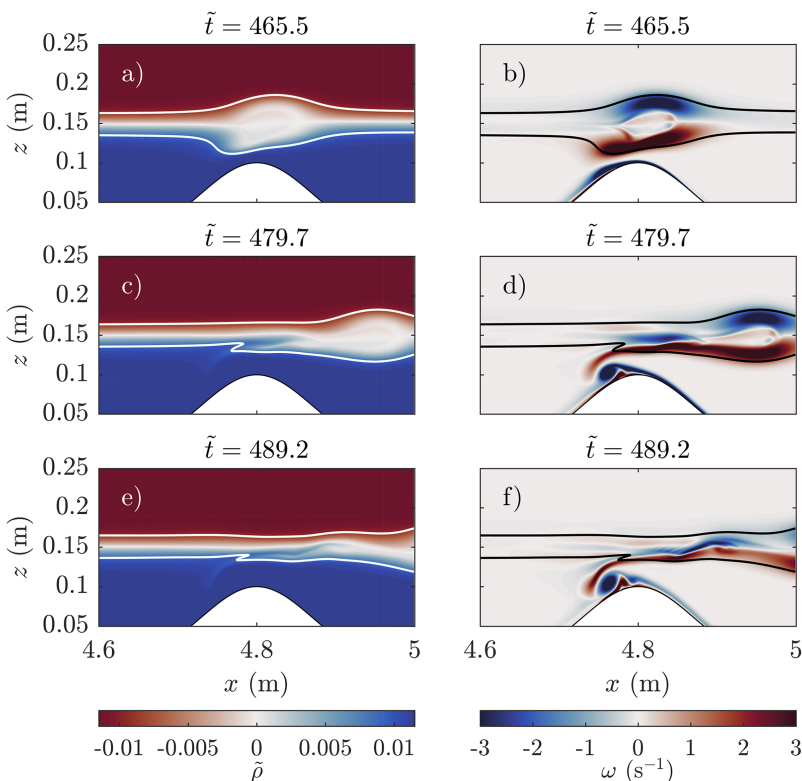 t̃ = 465.5 t̃ = 465.5
0.25
a) b)
0.2
z (m)
0.15
0.1
0.05
t̃ = 479.7 t̃ = 479.7
0.25
c) d)
0.2
z (m)
0.15
0.1
0.05
t̃ = 489.2 t̃ = 489.2
0.25
e) f)
0.2
z (m)
0.15
0.1
0.05
4.6 4.8 5 4.6 4.8 5
x (m) x (m)
-0.01 -0.005 0 0.005 0.01 -3 -2 -1 0 1 2 3
ρ̃ ω (s⁻¹)